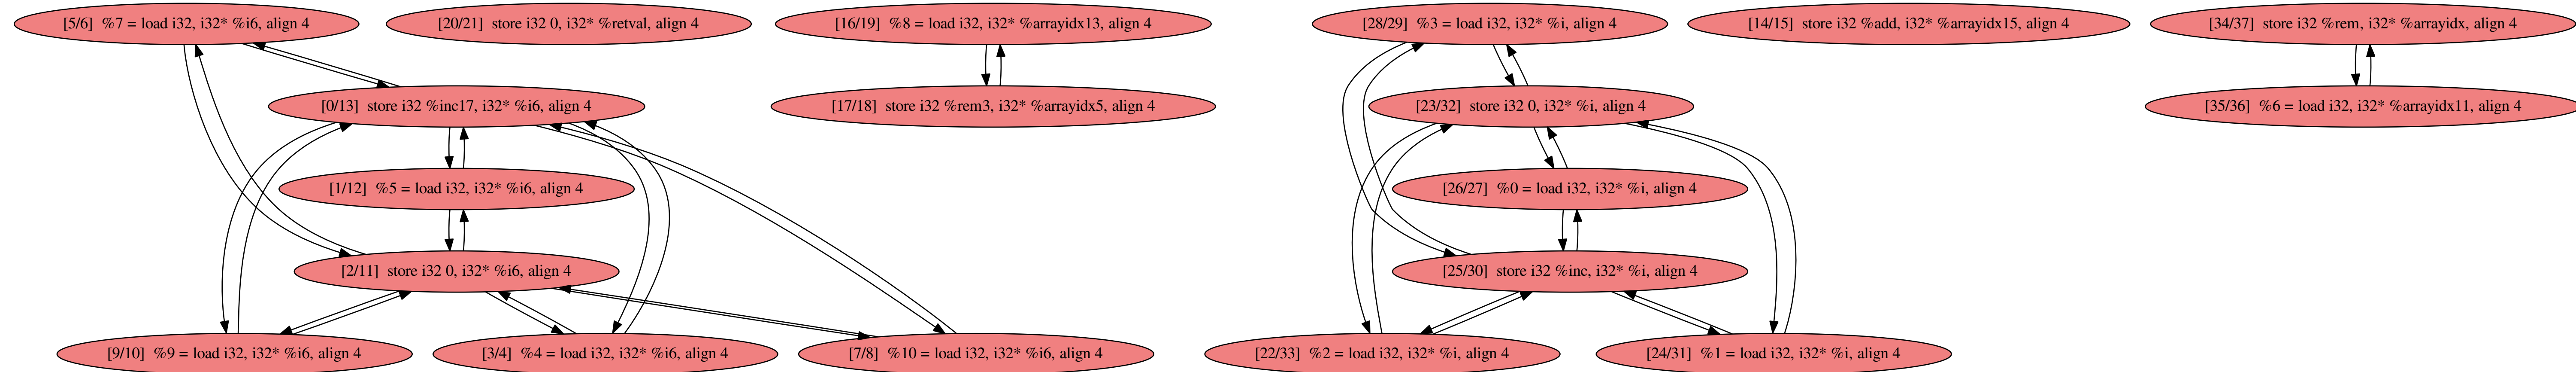 [5/6]  %7 = load i32, i32* %i6, align 4
[20/21]  store i32 0, i32* %retval, align 4
[16/19]  %8 = load i32, i32* %arrayidx13, align 4
[28/29]  %3 = load i32, i32* %i, align 4
[14/15]  store i32 %add, i32* %arrayidx15, align 4
[34/37]  store i32 %rem, i32* %arrayidx, align 4
[0/13]  store i32 %inc17, i32* %i6, align 4
[17/18]  store i32 %rem3, i32* %arrayidx5, align 4
[23/32]  store i32 0, i32* %i, align 4
[35/36]  %6 = load i32, i32* %arrayidx11, align 4
[1/12]  %5 = load i32, i32* %i6, align 4
[26/27]  %0 = load i32, i32* %i, align 4
[2/11]  store i32 0, i32* %i6, align 4
[25/30]  store i32 %inc, i32* %i, align 4
[9/10]  %9 = load i32, i32* %i6, align 4
[3/4]  %4 = load i32, i32* %i6, align 4
[7/8]  %10 = load i32, i32* %i6, align 4
[22/33]  %2 = load i32, i32* %i, align 4
[24/31]  %1 = load i32, i32* %i, align 4